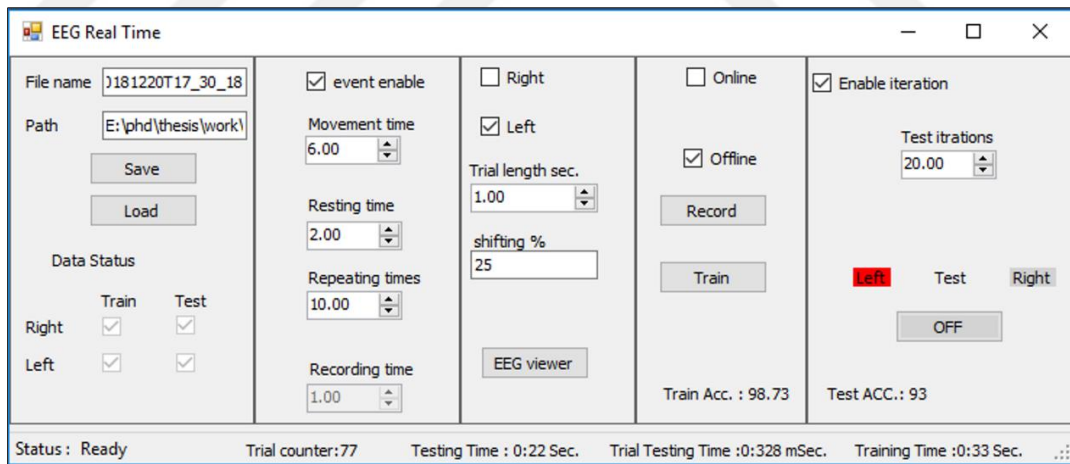 EEG Real Time
File name
)181220T17_30_18
Path
E:\phd\thesis\work\
Save
Load
Data Status
Train Test
Right
Left
event enable
Movement time
6.00
Resting time
2.00
Repeating times
10.00
Recording time
1.00
Right
Left
Trial length sec.
1.00
shifting %
25
EEG viewer
Online
Offline
Record
Train
Train Acc. : 98.73
Enable iteration
Test itrations
20.00
Left Test Right
OFF
Test ACC.: 93
Status : Ready Trial counter:77 Testing Time : 0:22 Sec. Trial Testing Time :0:328 mSec. Training Time :0:33 Sec.